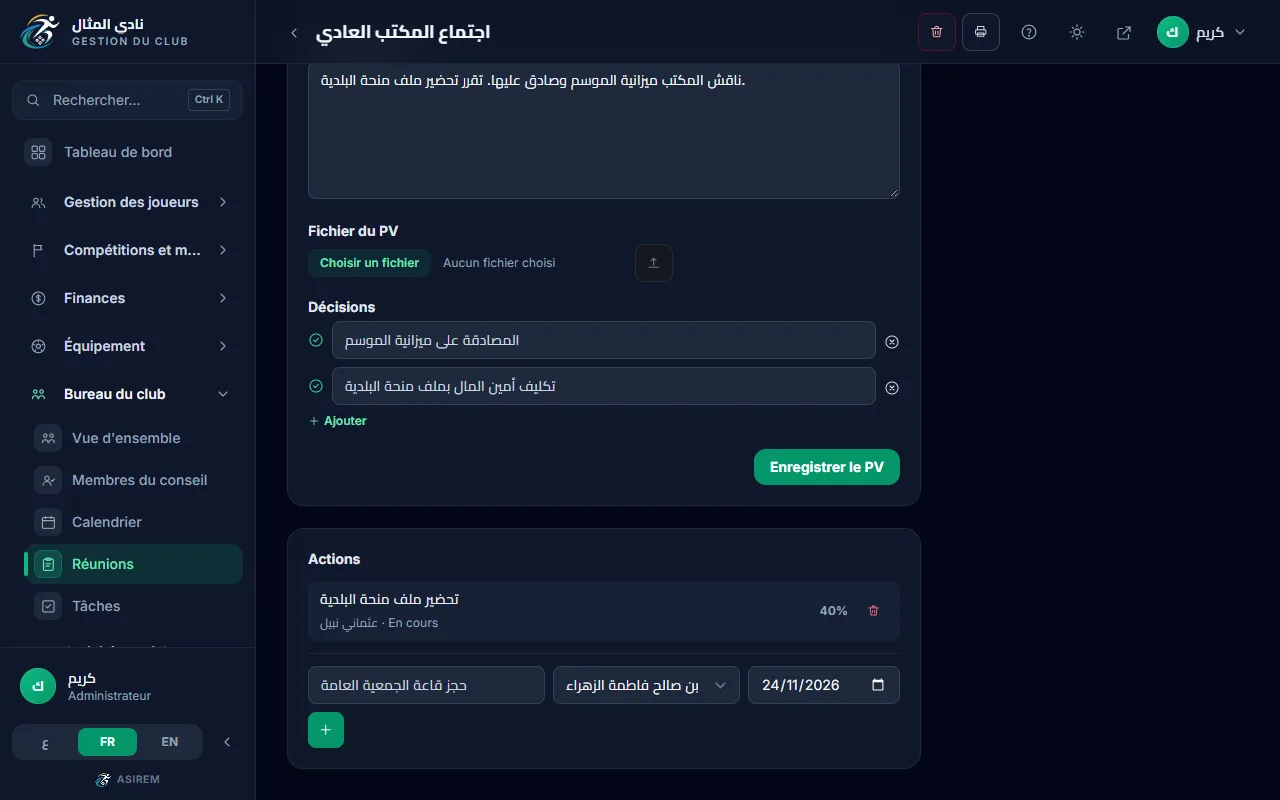 نادي المثال
GESTION DU CLUB
Rechercher... Ctrl K
Tableau de bord
Gestion des joueurs
Compétitions et m...
Finances
Équipement
Bureau du club
Vue d'ensemble
Membres du conseil
Calendrier
Réunions
Tâches
كريم
Administrateur
ع FR EN
ASIREM
اجتماع المكتب العادي
ك كريم
ناقش المكتب ميزانية الموسم وصادق عليها. تقرر تحضير ملف منحة البلدية.
Fichier du PV
Choisir un fichier Aucun fichier choisi
Décisions
المصادقة على ميزانية الموسم
تكليف أمين المال بملف منحة البلدية
+ Ajouter
Enregistrer le PV
Actions
تحضير ملف منحة البلدية
عثماني نبيل · En cours
40%
حجز قاعة الجمعية العامة
بن صالح فاطمة الزهراء
24/11/2026
+